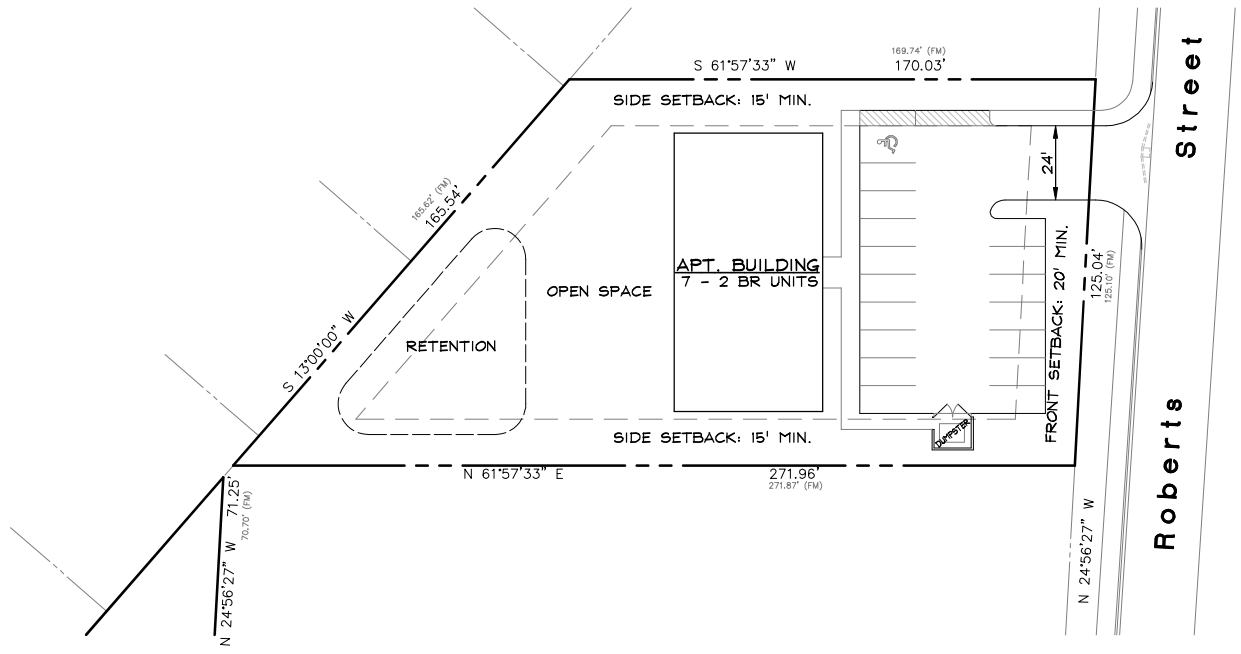 169.74' (FM)
S 61°57'33" W
170.03'
SIDE SETBACK: 15' MIN.
Street
24'
165.62' (FM)
165.54'
S 13°00'00" W
APT. BUILDING
7 - 2 BR UNITS
OPEN SPACE
RETENTION
FRONT SETBACK: 20' MIN.
125.04'
125.10' (FM)
SIDE SETBACK: 15' MIN.
DUMPSTER
N 61°57'33" E
271.96'
271.87' (FM)
71.25'
70.70' (FM)
N 24°56'27" W
N 24°56'27" W
Roberts